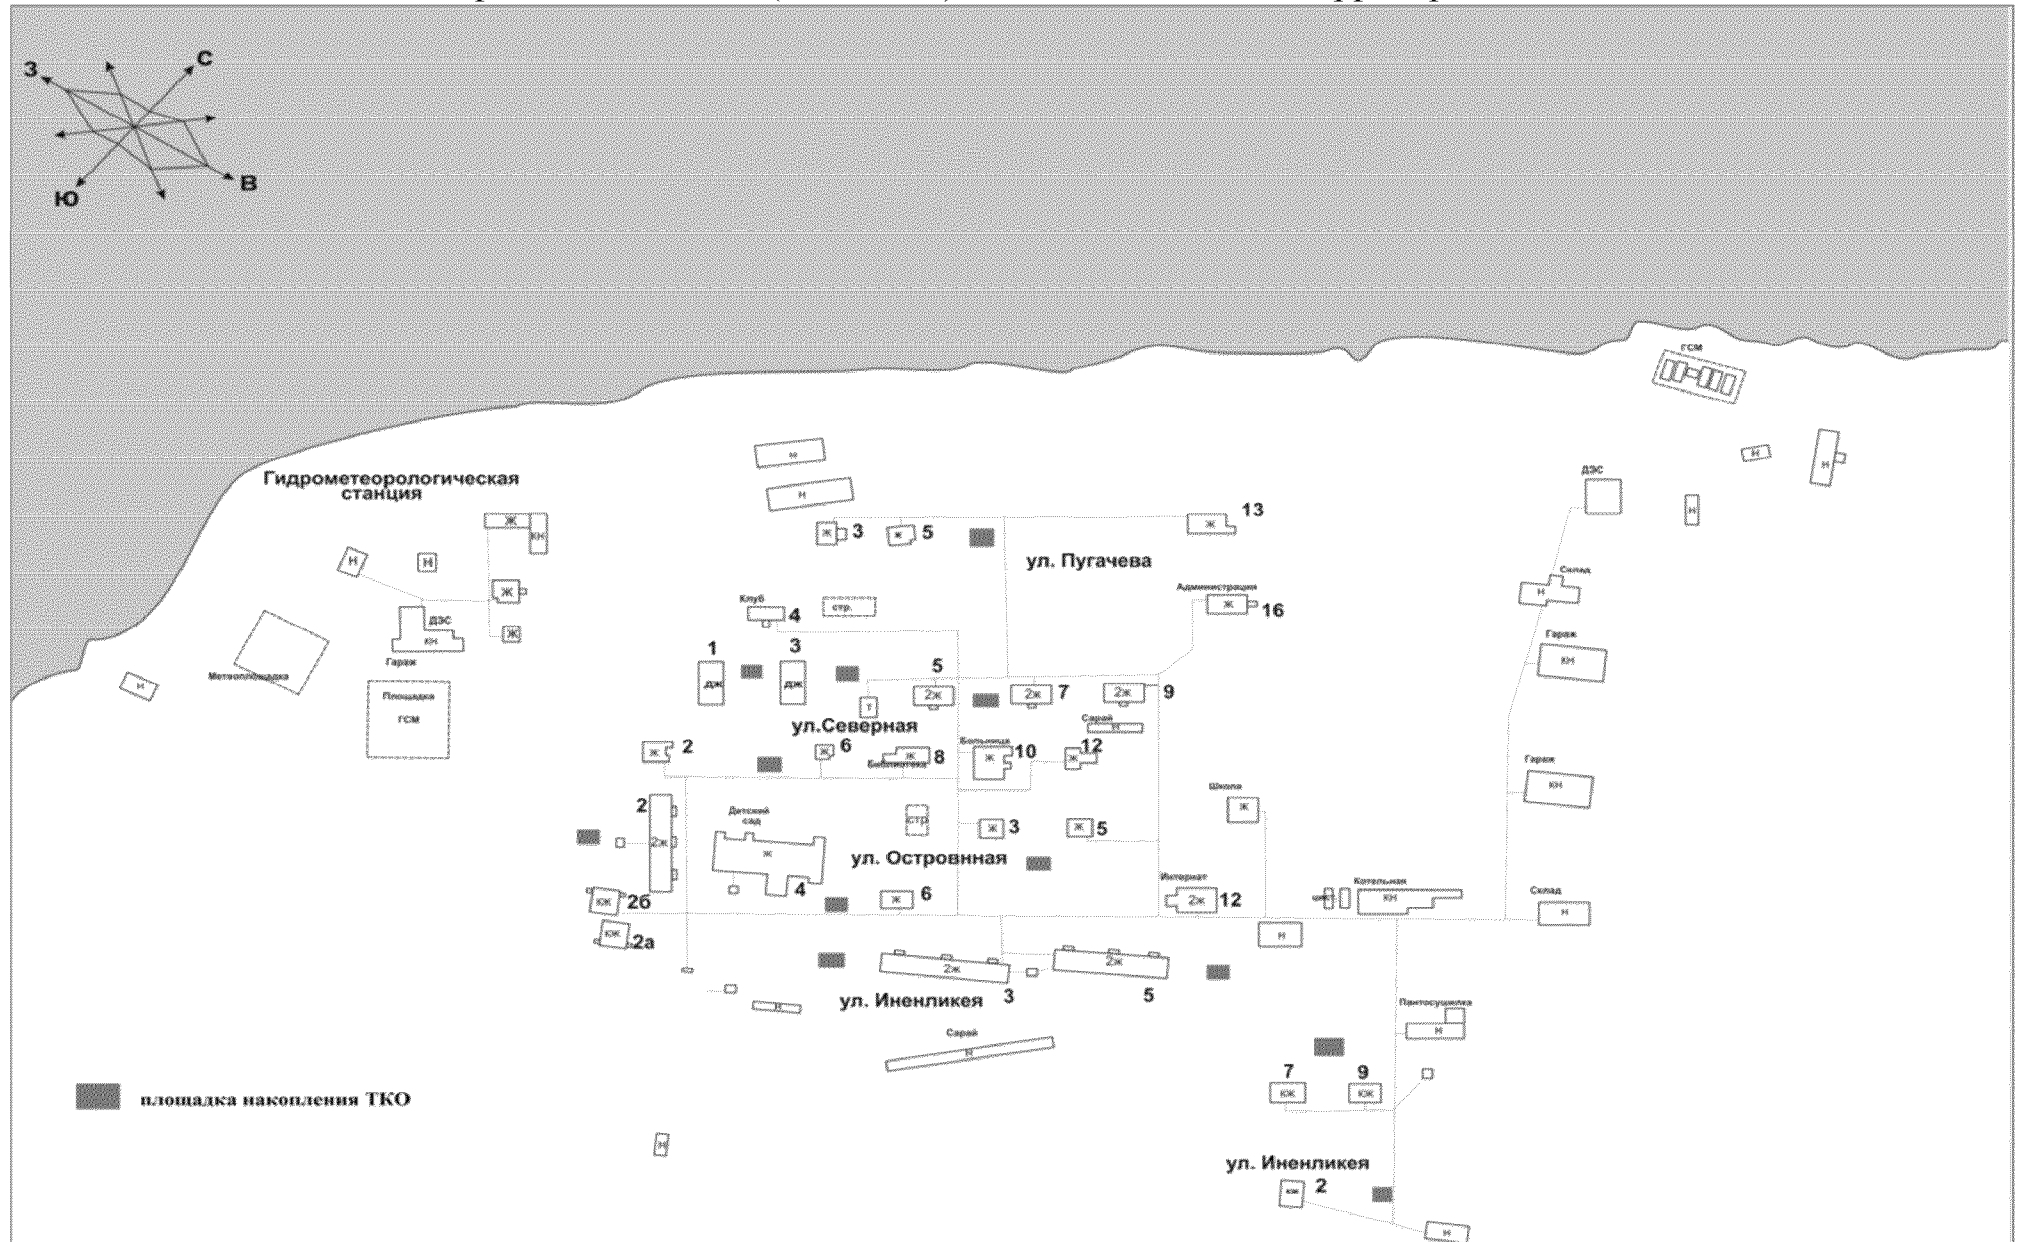 С
З
Ю
В
ГСМ
н
н
н
ДЭС
н
н
н
Гидрометеорологическая
станция
ж
кн
н
н
ж
ДЭС
кн
ж
Гараж
Метеоплощадка
н
Площадка
ГСМ
ж
3
ж
5
ж
13
ул. Пугачева
Администрация
ж
16
Клуб
4
стр.
Склад
н
Гараж
кн
1
дж
3
дж
5
2ж
т
2ж
7
2ж
9
ул.Северная
Сарай
н
ж
2
ж
6
ж
8
Библиотека
Больница
ж
10
12
ж
Гараж
кн
Школа
ж
2
2ж
Детский
сад
ж
4
стр
ж
3
ж
5
ул. Островнная
кж
2б
кж
2а
ж
6
Интернат
2ж
12
Котельная
кн
Склад
н
н
2ж
3
2ж
5
ул. Иненликея
н
Сарай
н
Пантосушилка
н
7
кж
9
кж
площадка накопления ТКО
н
ул. Иненликея
кж
2
н